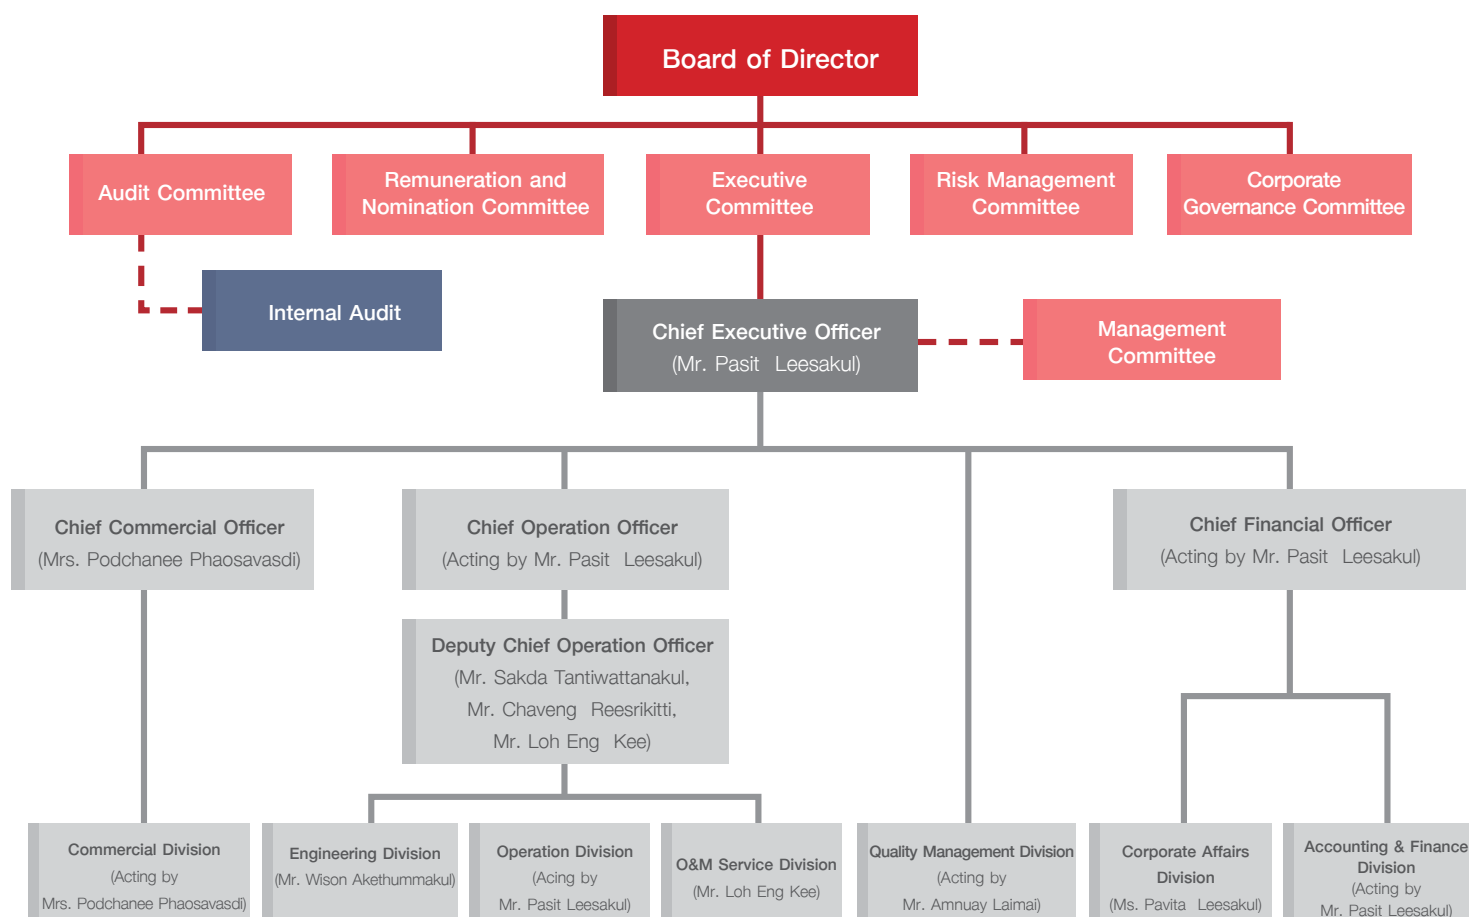 Board of Director
Audit Committee
Remuneration and
Nomination Committee
Executive
Committee
Risk Management
Committee
Corporate
Governance Committee
Internal Audit
Chief Executive Officer
(Mr. Pasit Leesakul)
Management
Committee
Chief Commercial Officer
(Mrs. Podchanee Phaosavasdi)
Chief Operation Officer
(Acting by Mr. Pasit Leesakul)
Chief Financial Officer
(Acting by Mr. Pasit Leesakul)
Deputy Chief Operation Officer
(Mr. Sakda Tantiwattanakul,
Mr. Chaveng Reesrikitti,
Mr. Loh Eng Kee)
Commercial Division
(Acting by
Mrs. Podchanee Phaosavasdi)
Engineering Division
(Mr. Wison Akethummakul)
Operation Division
(Acing by
Mr. Pasit Leesakul)
O&M Service Division
(Mr. Loh Eng Kee)
Quality Management Division
(Acting by
Mr. Amnuay Laimai)
Corporate Affairs
Division
(Ms. Pavita Leesakul)
Accounting & Finance
Division
(Acting by
Mr. Pasit Leesakul)